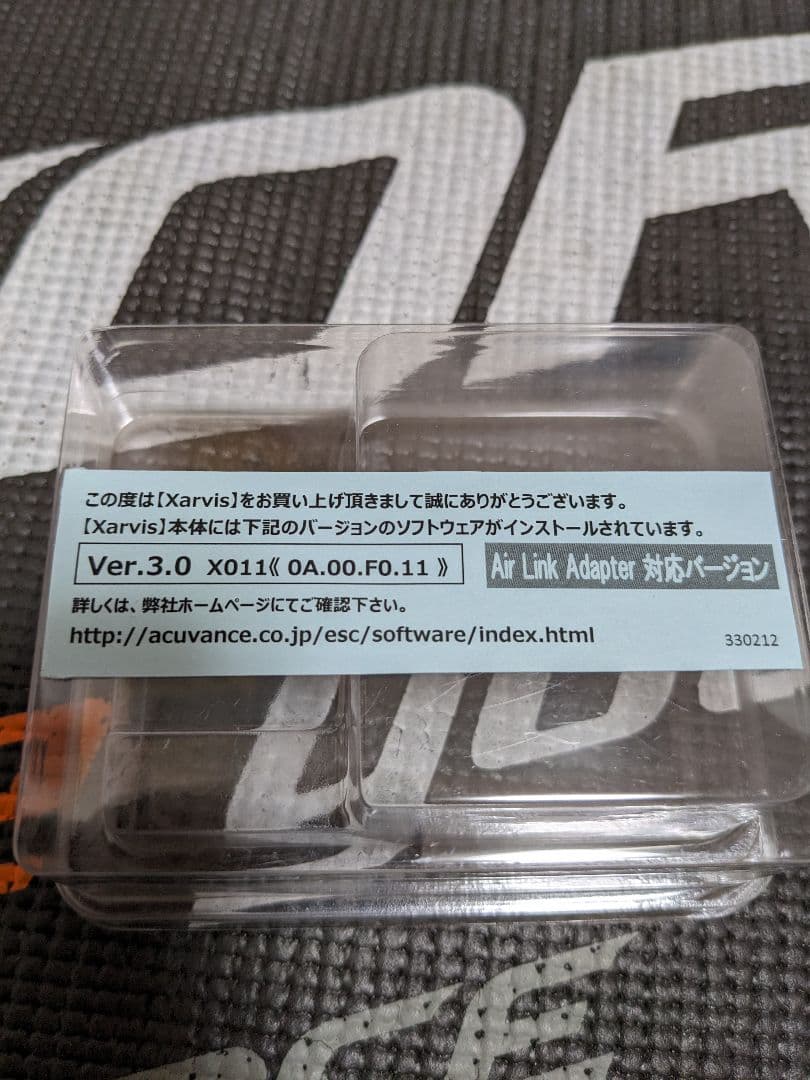 この度は【Xarvis】をお買い上げ頂きまして誠にありがとうございます。
【Xarvis】本体には下記のバージョンのソフトウェアがインストールされています。
Ver.3.0 X011《 0A.00.F0.11 》 Air Link Adapter 対応バージョン
詳しくは、弊社ホームページにてご確認下さい。
http://acuvance.co.jp/esc/software/index.html 330212